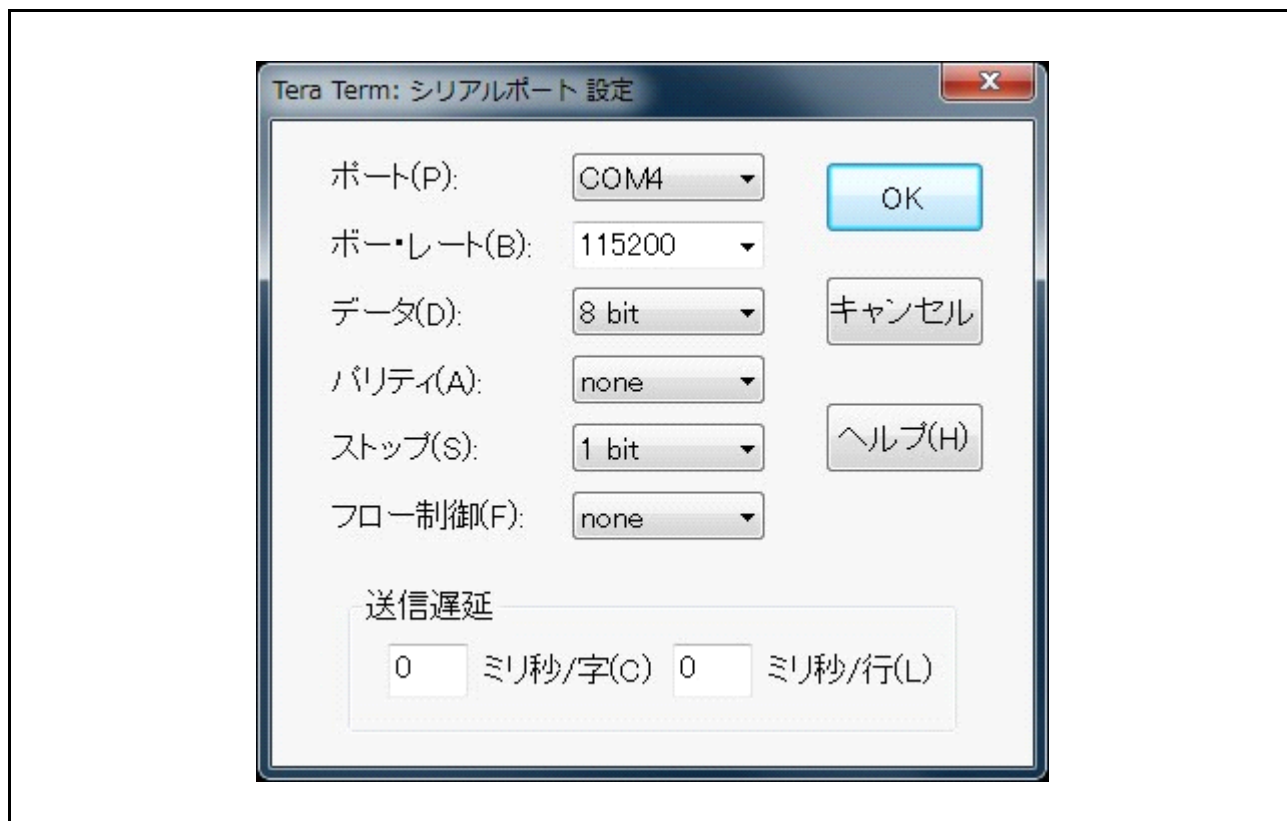 Tera Term: シリアルポート 設定
ポート(P): COM4
OK
ボー・レート(B): 115200
データ(D): 8 bit
キャンセル
パリティ(A): none
ストップ(S): 1 bit
ヘルプ(H)
フロー制御(F): none
送信遅延
0 ミリ秒/字(C) 0 ミリ秒/行(L)